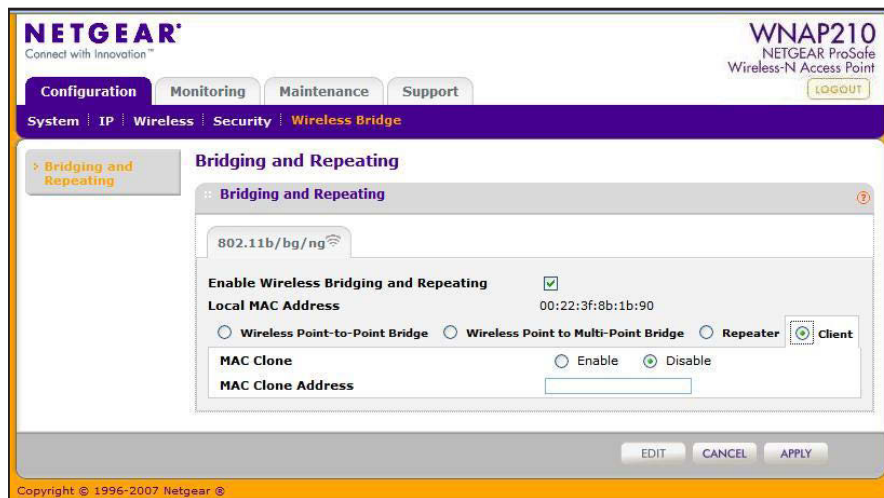 NETGEAR
Connect with Innovation™
WNAP210
NETGEAR ProSafe
Wireless-N Access Point
LOGOUT
Configuration Monitoring Maintenance Support
System IP Wireless Security Wireless Bridge
Bridging and
Repeating
Bridging and Repeating
Bridging and Repeating
?
802.11b/bg/ng
Enable Wireless Bridging and Repeating
Local MAC Address 00:22:3f:8b:1b:90
Wireless Point-to-Point Bridge Wireless Point to Multi-Point Bridge Repeater Client
MAC Clone Enable Disable
MAC Clone Address
EDIT CANCEL APPLY
Copyright © 1996-2007 Netgear ®